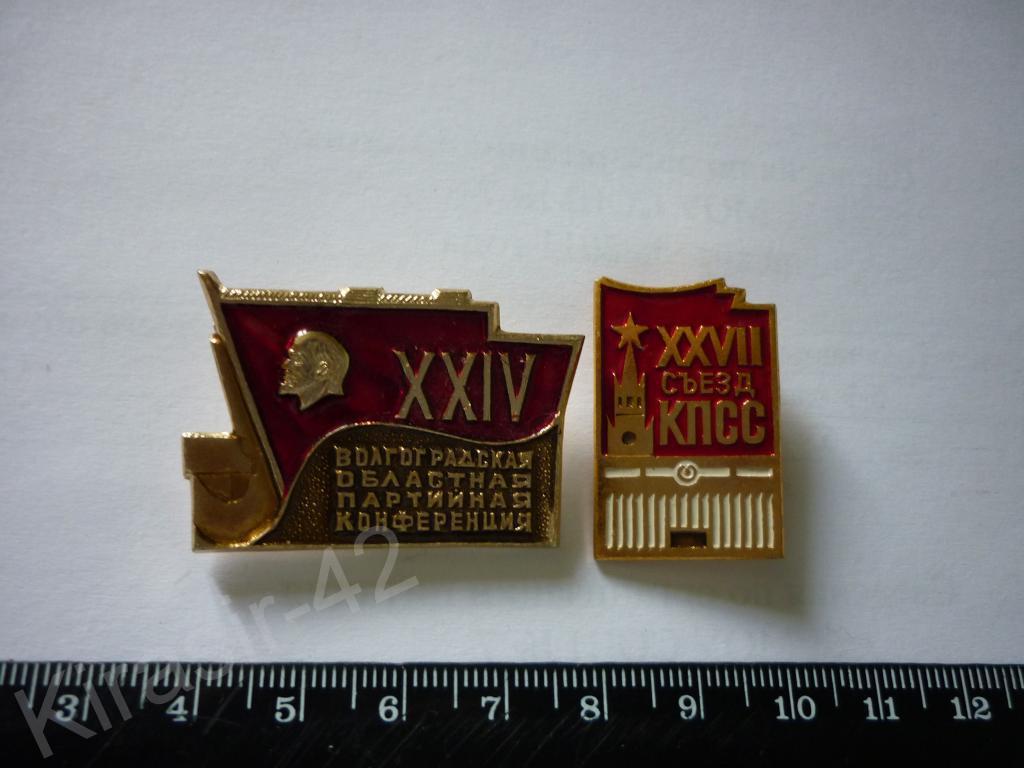 XXIV
ВОЛГОГРАДСКАЯ
ОБЛАСТНАЯ
ПАРТИЙНАЯ
КОНФЕРЕНЦИЯ
XXVII
СЪЕЗД
КПСС
3 4 5 6 7 8 9 10 11 12